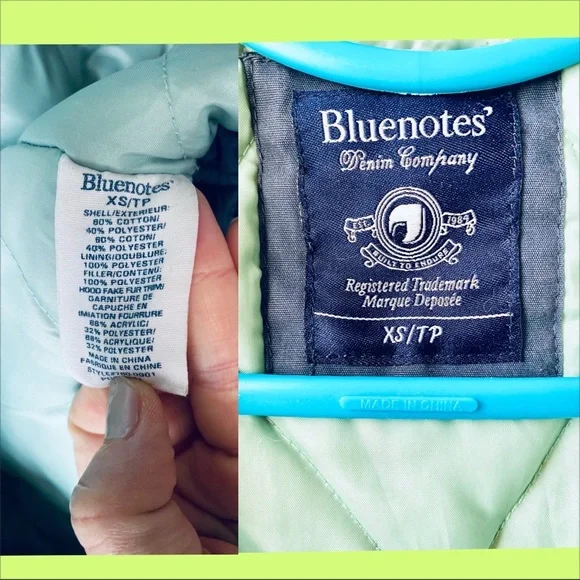 Bluenotes'
XS/TP
SHELL/EXTERIEUR:
60% COTTON/
40% POLYESTER
60% COTON/
40% POLYESTER
LINING/DOUBLURE:
100% POLYESTER
FILLER/CONTENU:
100% POLYESTER
HOOD FAKE FUR TRIM/
GARNITURE DE
CAPUCHE EN
IMIATION FOURRURE
68% ACRYLIC/
32% POLYESTER/
68% ACRYLIQUE/
32% POLYESTER
MADE IN CHINA
FABRIQUE EN CHINE
Bluenotes'
Denim Company
EST. 1984
BUILT TO ENDURE
Registered Trademark
Marque Deposée
XS/TP
MADE IN CHINA